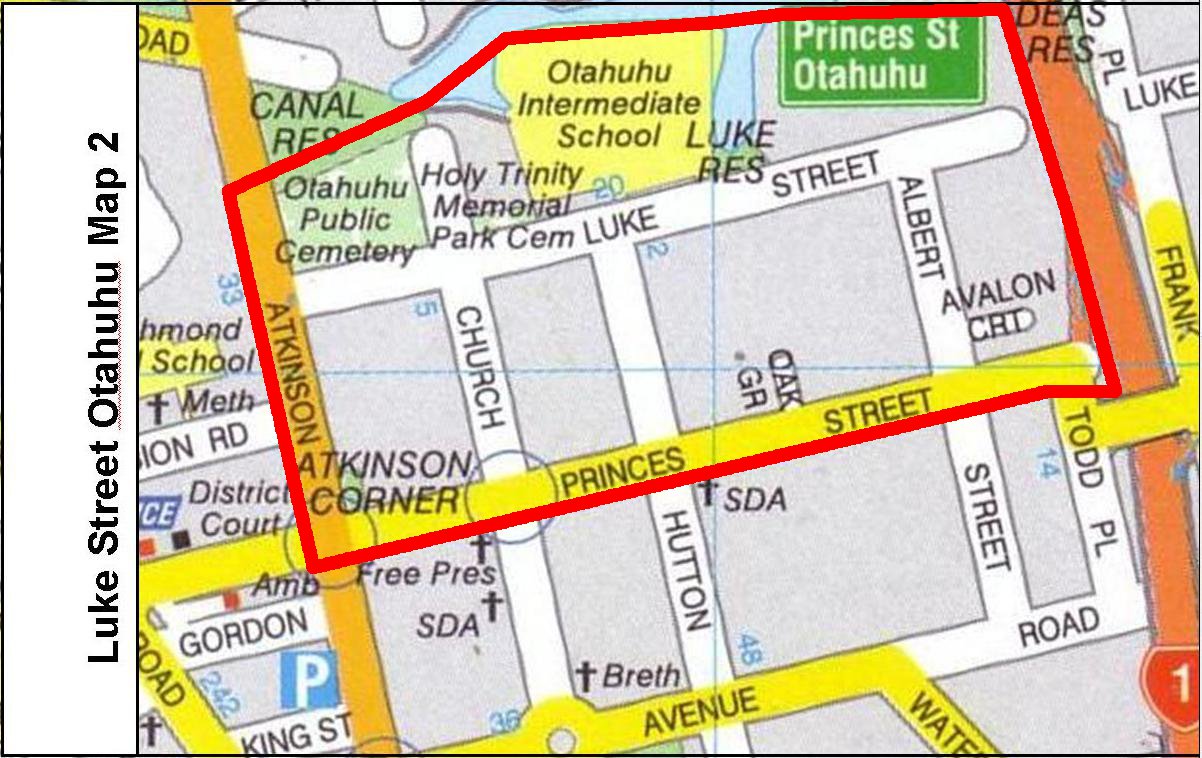 Luke Street Otahuhu Map 2
OAD
CANAL
RES
Otahuhu
Intermediate
School
Princes St
Otahuhu
DEAS
RES
PL
LUKE
LUKE
RES
Otahuhu
Public
Cemetery
Holy Trinity
Memorial
Park Cem
20
LUKE STREET
2
ALBERT
33
5
ATKINSON
CHURCH
AVALON
CRT
FRANK
hmond
School
Meth
ION RD
OAK
GR
STREET
PRINCES
ATKINSON
CORNER
District
Court
CE
SDA
14
TODD
PL
STREET
HUTTON
Amb
Free Pres
SDA
GORDON
ROAD
242
P
KING ST
Breth
48
36
AVENUE
ROAD
WATE
1